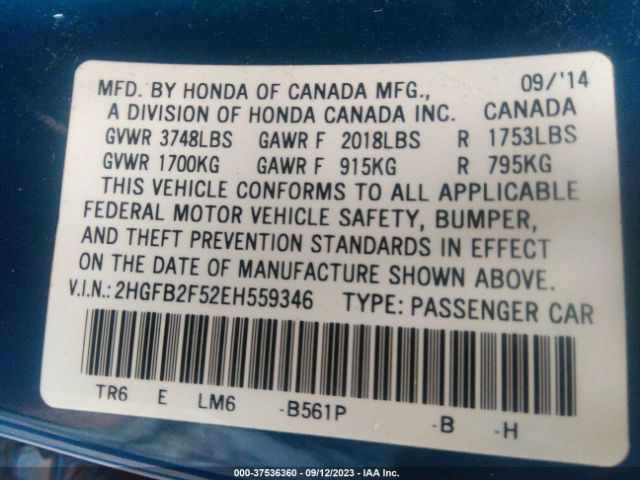 MFD. BY HONDA OF CANADA MFG., 09/'14
A DIVISION OF HONDA CANADA INC. CANADA
GVWR 3748LBS GAWR F 2018LBS R 1753LBS
GVWR 1700KG GAWR F 915KG R 795KG
THIS VEHICLE CONFORMS TO ALL APPLICABLE
FEDERAL MOTOR VEHICLE SAFETY, BUMPER,
AND THEFT PREVENTION STANDARDS IN EFFECT
ON THE DATE OF MANUFACTURE SHOWN ABOVE.
V.I.N.: 2HGFB2F52EH559346 TYPE: PASSENGER CAR
TR6 E LM6 -B561P -B -H
000-37536360 - 09/12/2023 - IAA Inc.